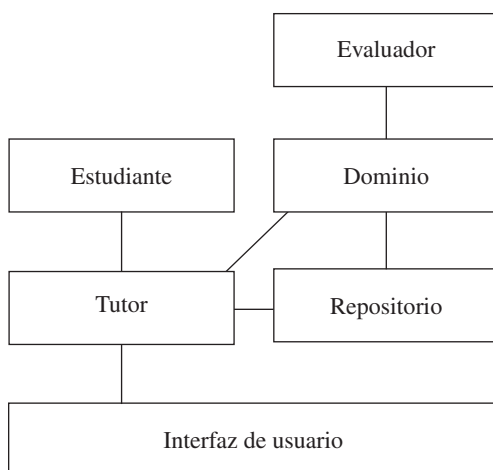 Evaluador
Estudiante
Dominio
Tutor
Repositorio
Interfaz de usuario